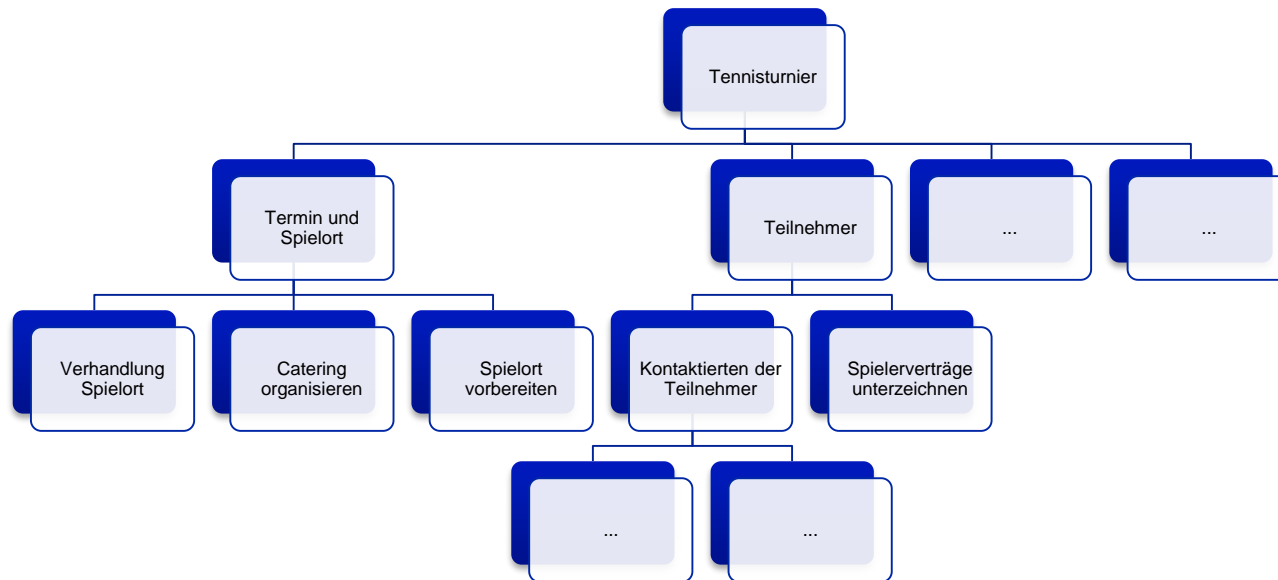 Tennisturnier
Termin und
Spielort
Teilnehmer
...
...
Verhandlung
Spielort
Catering
organisieren
Spielort
vorbereiten
Kontaktierten der
Teilnehmer
Spielerverträge
unterzeichnen
...
...